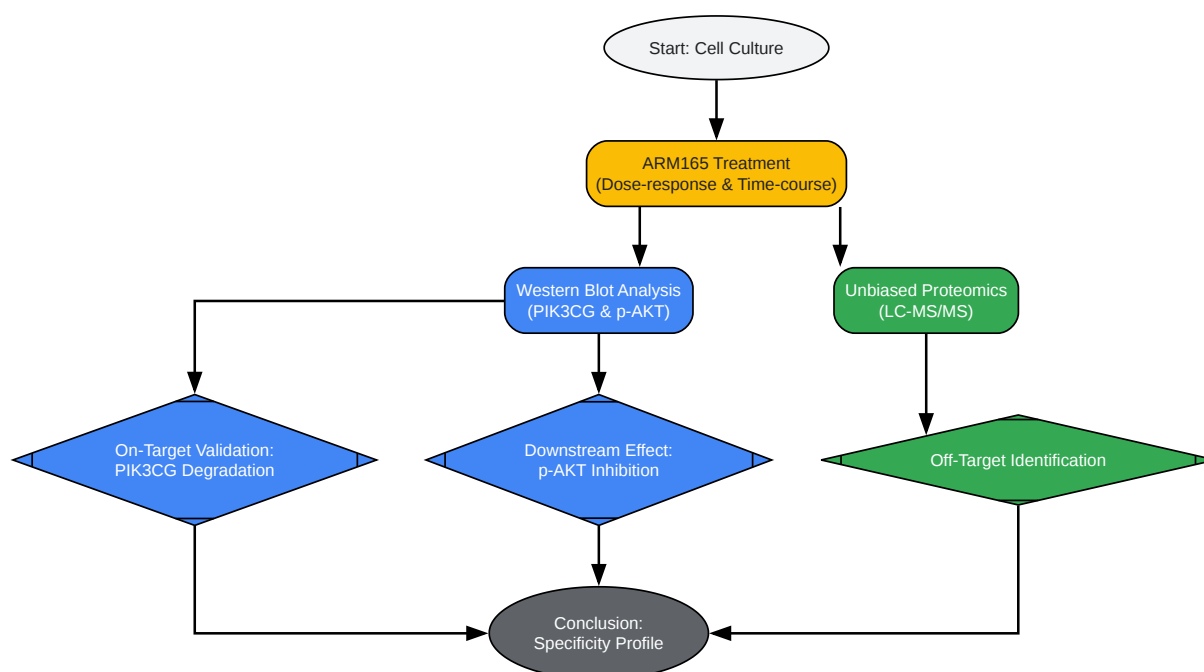 Start: Cell Culture
ARM165 Treatment
(Dose-response & Time-course)
Western Blot Analysis
(PIK3CG & p-AKT)
Unbiased Proteomics
(LC-MS/MS)
On-Target Validation:
PIK3CG Degradation
Downstream Effect:
p-AKT Inhibition
Off-Target Identification
Conclusion:
Specificity Profile